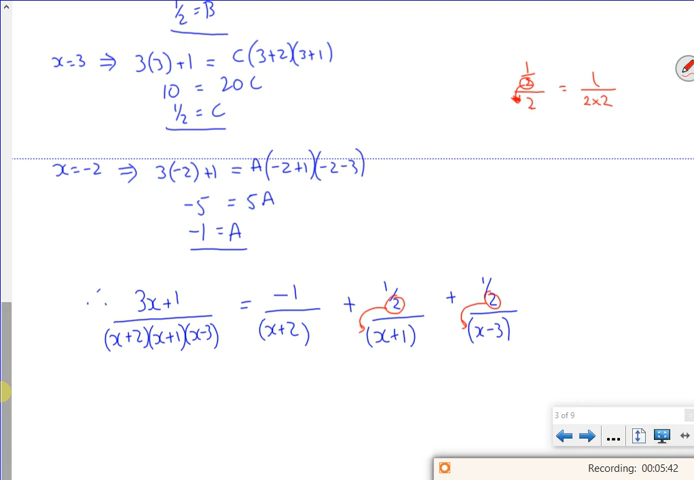 1/2 = B
x=3 ⇒ 3(3)+1 = C(3+2)(3+1)
10 = 20C
1/2 = C
(1/2)/2 = 1/(2×2)
x=-2 ⇒ 3(-2)+1 = A(-2+1)(-2-3)
-5 = 5A
-1 = A
∴ (3x+1)/((x+2)(x+1)(x-3)) = -1/(x+2) + (1/2)/(x+1) + (1/2)/(x-3)
3 of 9
Recording: 00:05:42